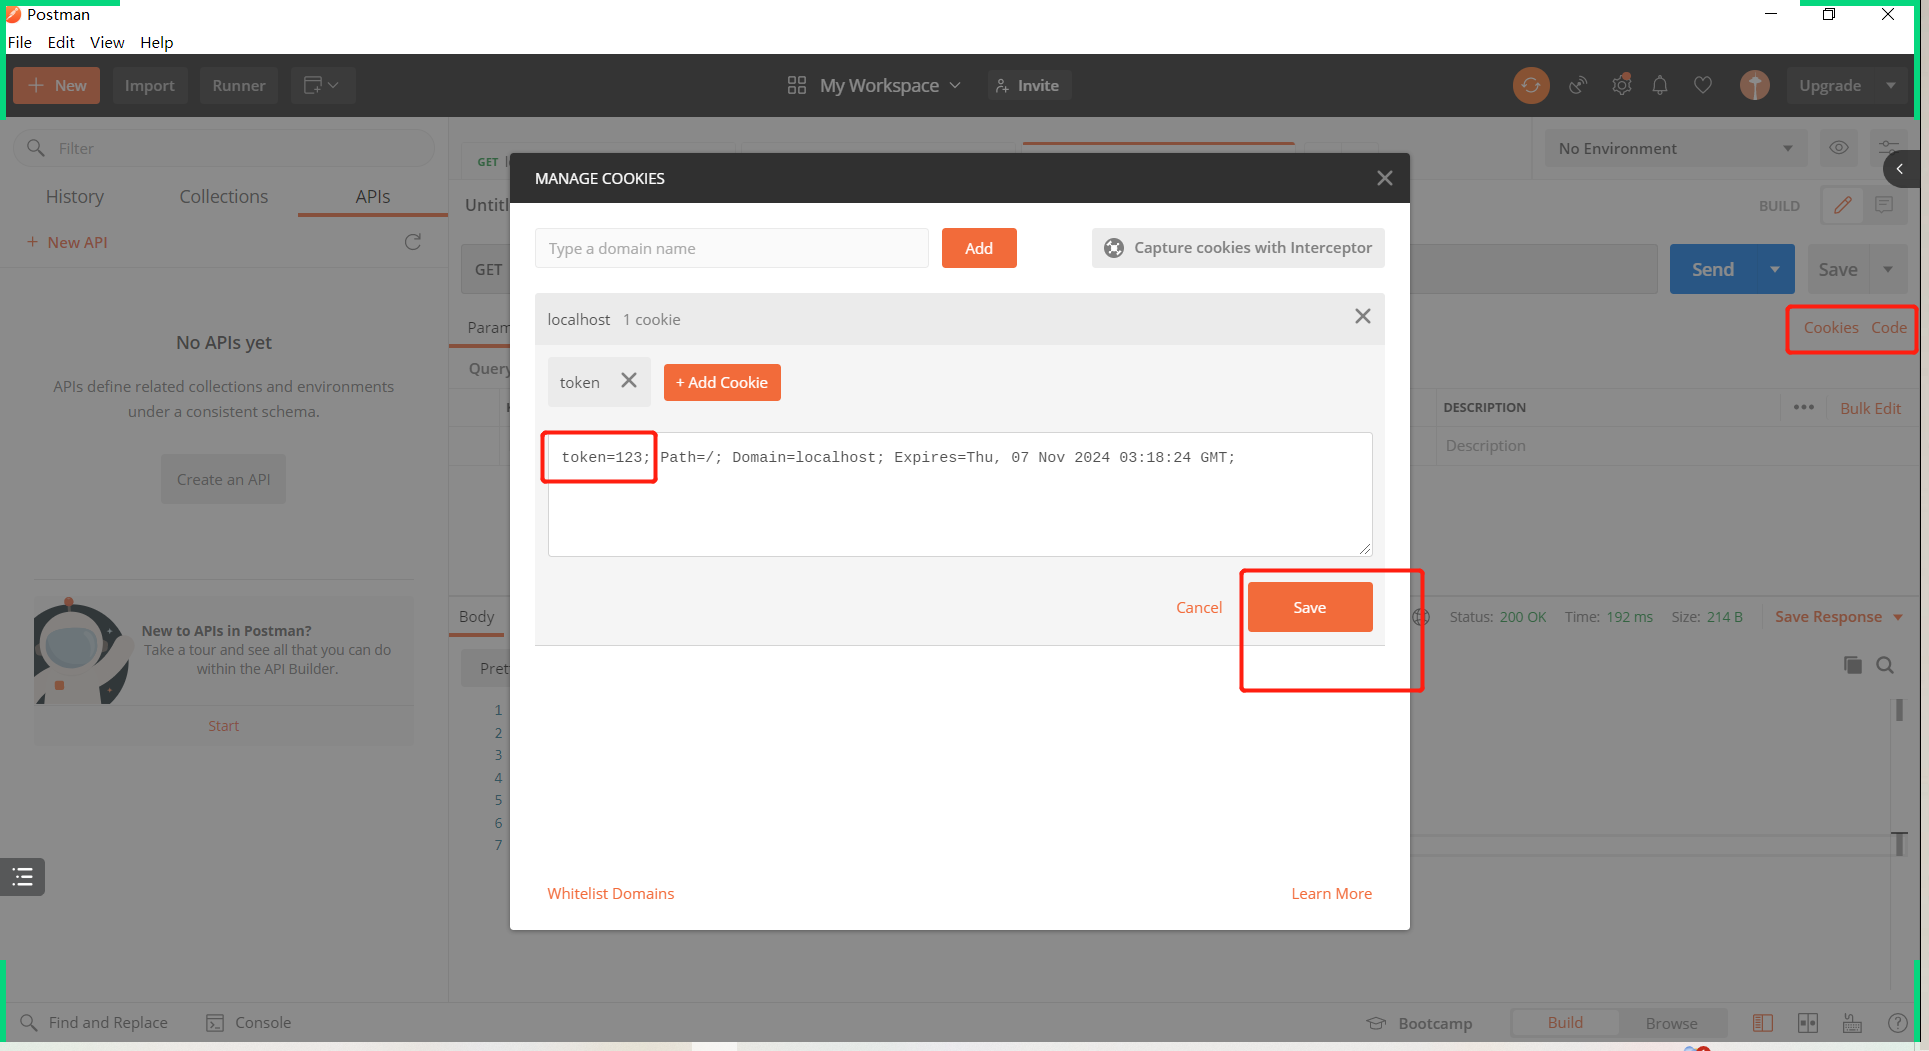 Postman
File Edit View Help
New Import Runner My Workspace Invite Upgrade
Filter
History Collections APIs
+ New API
No APIs yet
APIs define related collections and environments
under a consistent schema.
Create an API
New to APIs in Postman?
Take a tour and see all that you can do
within the API Builder.
Start
GET
No Environment
Untitl
BUILD
GET
Send Save
Param
Cookies Code
Query
DESCRIPTION
Bulk Edit
Description
MANAGE COOKIES
Type a domain name
Add
Capture cookies with Interceptor
localhost 1 cookie
token
+ Add Cookie
token=123; Path=/; Domain=localhost; Expires=Thu, 07 Nov 2024 03:18:24 GMT;
Cancel
Save
Whitelist Domains
Learn More
Body
Status: 200 OK Time: 192 ms Size: 214 B Save Response
Pret
1
2
3
4
5
6
7
Find and Replace Console
Bootcamp Build Browse